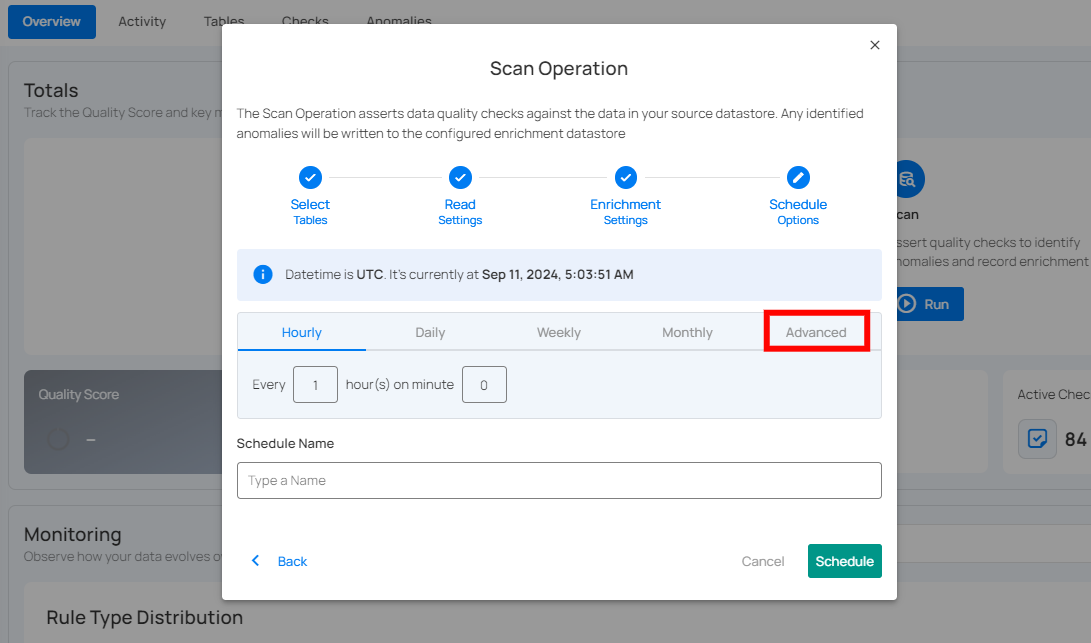 Overview
Activity
Tables
Checks
Anomalies
Totals
Track the Quality Score and key
Scan Operation
The Scan Operation asserts data quality checks against the data in your source datastore. Any identified
anomalies will be written to the configured enrichment datastore
Select
Tables
Read
Settings
Enrichment
Settings
Schedule
Options
Datetime is UTC. It's currently at Sep 11, 2024, 5:03:51 AM
Hourly
Daily
Weekly
Monthly
Advanced
Every 1 hour(s) on minute 0
Schedule Name
Type a Name
Back
Cancel
Schedule
can
ssert quality checks to identify
nomalies and record enrichment
Run
Quality Score
–
Active Chec
84
Monitoring
Observe how your data evolves
Rule Type Distribution